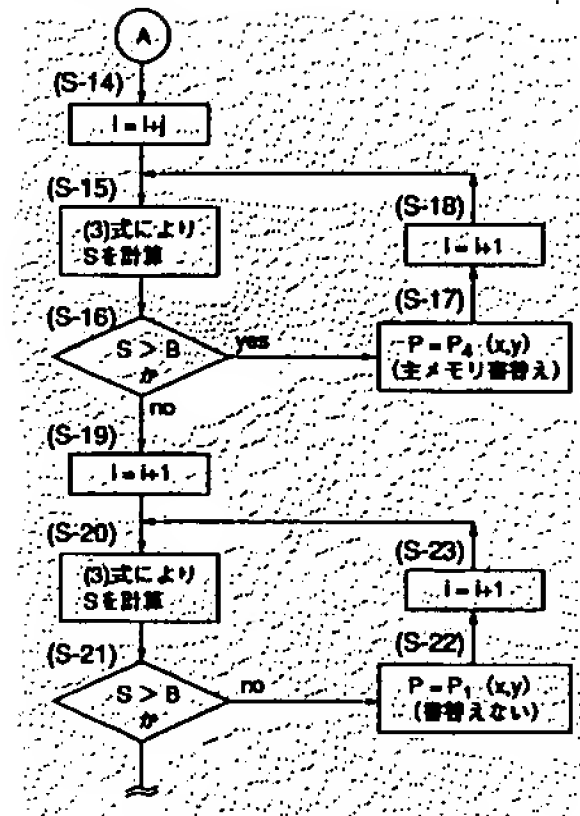 A
(S-14)
i = i+j
(S-15)
(3)式により
Sを計算
(S-18)
i = i+1
(S-17)
P = P₄ (x,y)
(主メモリ書替え)
(S-16)
S > B
か
yes
no
(S-19)
i = i+1
(S-20)
(3)式により
Sを計算
(S-23)
i = i+1
(S-22)
P = P₁ (x,y)
(書替えない)
(S-21)
S > B
か
no